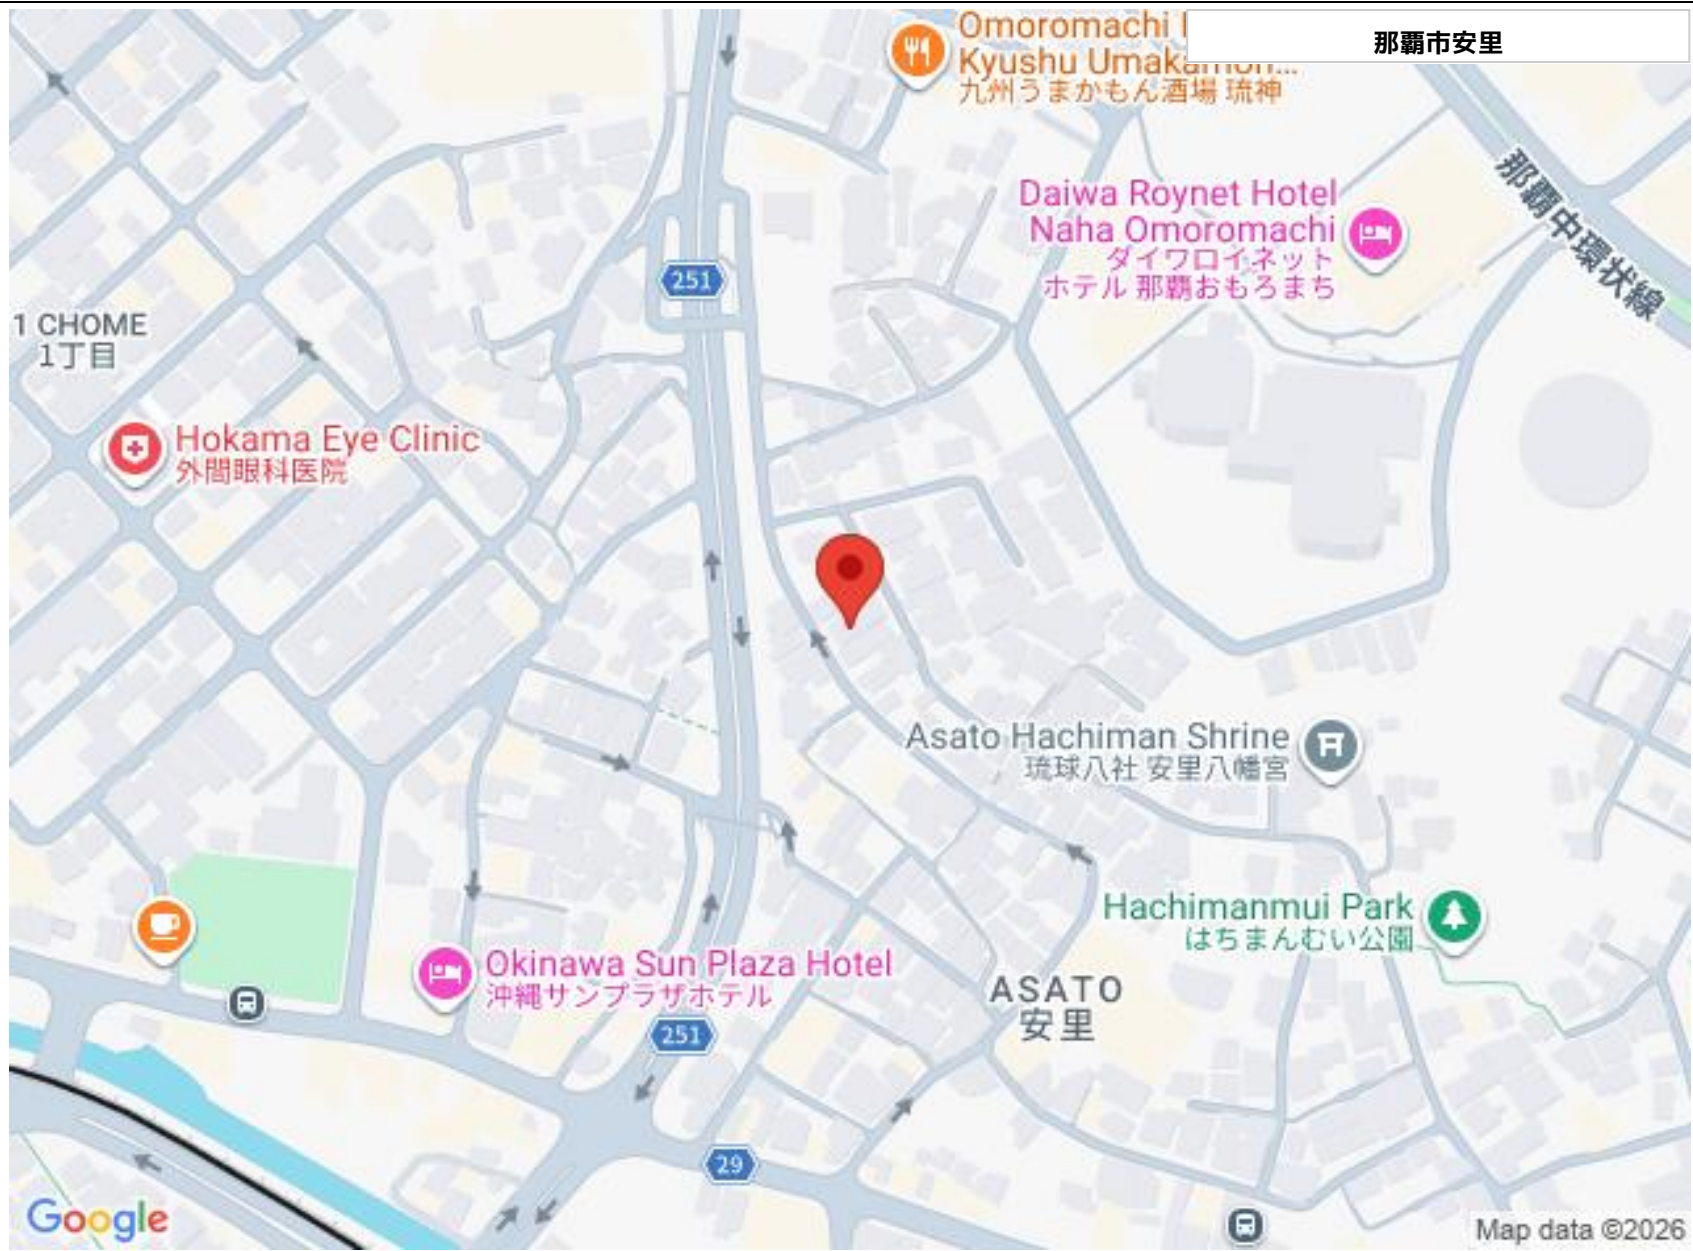 Omoromachi
Kyushu Umakamon...
九州うまかもん酒場 琉神
那覇市安里
那覇中環状線
Daiwa Roynet Hotel
Naha Omoromachi
ダイワロイネット
ホテル 那覇おもろまち
251
1 CHOME
1丁目
Hokama Eye Clinic
外間眼科医院
Asato Hachiman Shrine
琉球八社 安里八幡宮
Hachimanmui Park
はちまんむい公園
Okinawa Sun Plaza Hotel
沖縄サンプラザホテル
ASATO
安里
251
29
Google
Map data ©2026